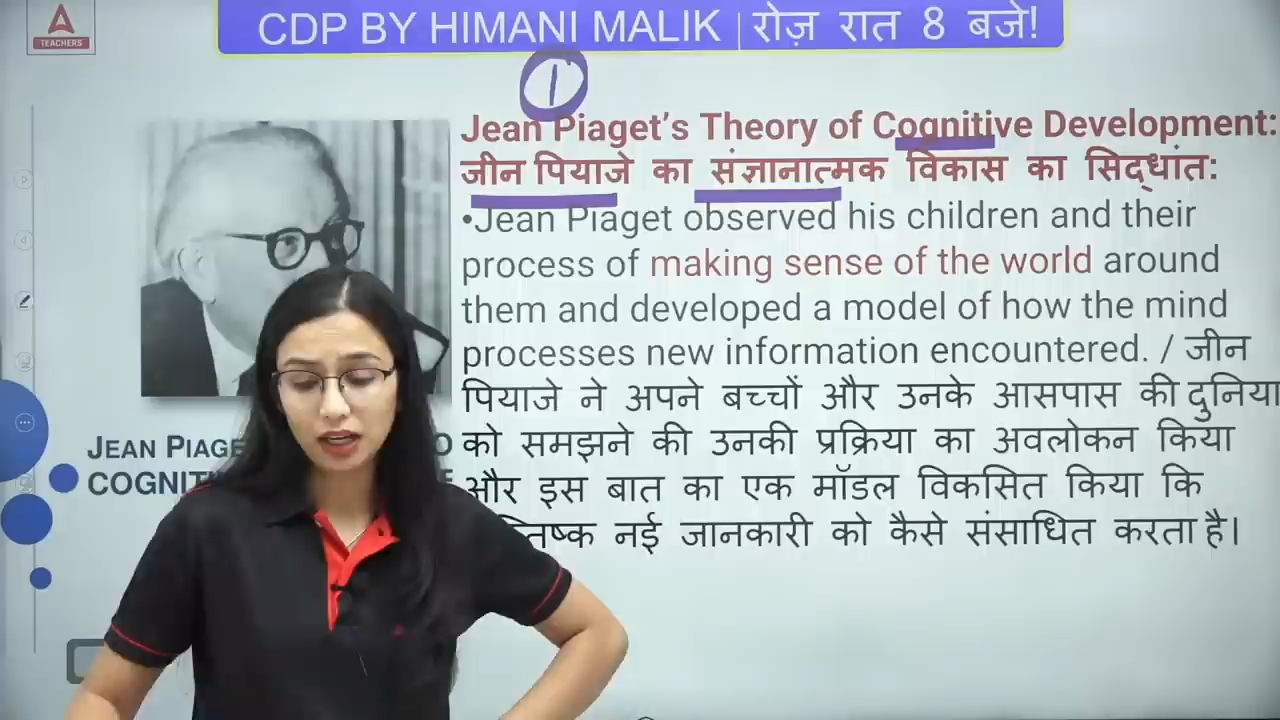 A
TEACHERS
CDP BY HIMANI MALIK | रोज़ रात 8 बजे!
1
Jean Piaget's Theory of Cognitive Development:
जीन पियाजे का संज्ञानात्मक विकास का सिद्धांत:
•Jean Piaget observed his children and their
process of making sense of the world around
them and developed a model of how the mind
processes new information encountered. / जीन
पियाजे ने अपने बच्चों और उनके आसपास की दुनिया
को समझने की उनकी प्रक्रिया का अवलोकन किया
और इस बात का एक मॉडल विकसित किया कि
नई जानकारी को कैसे संसाधित करता है।
JEAN